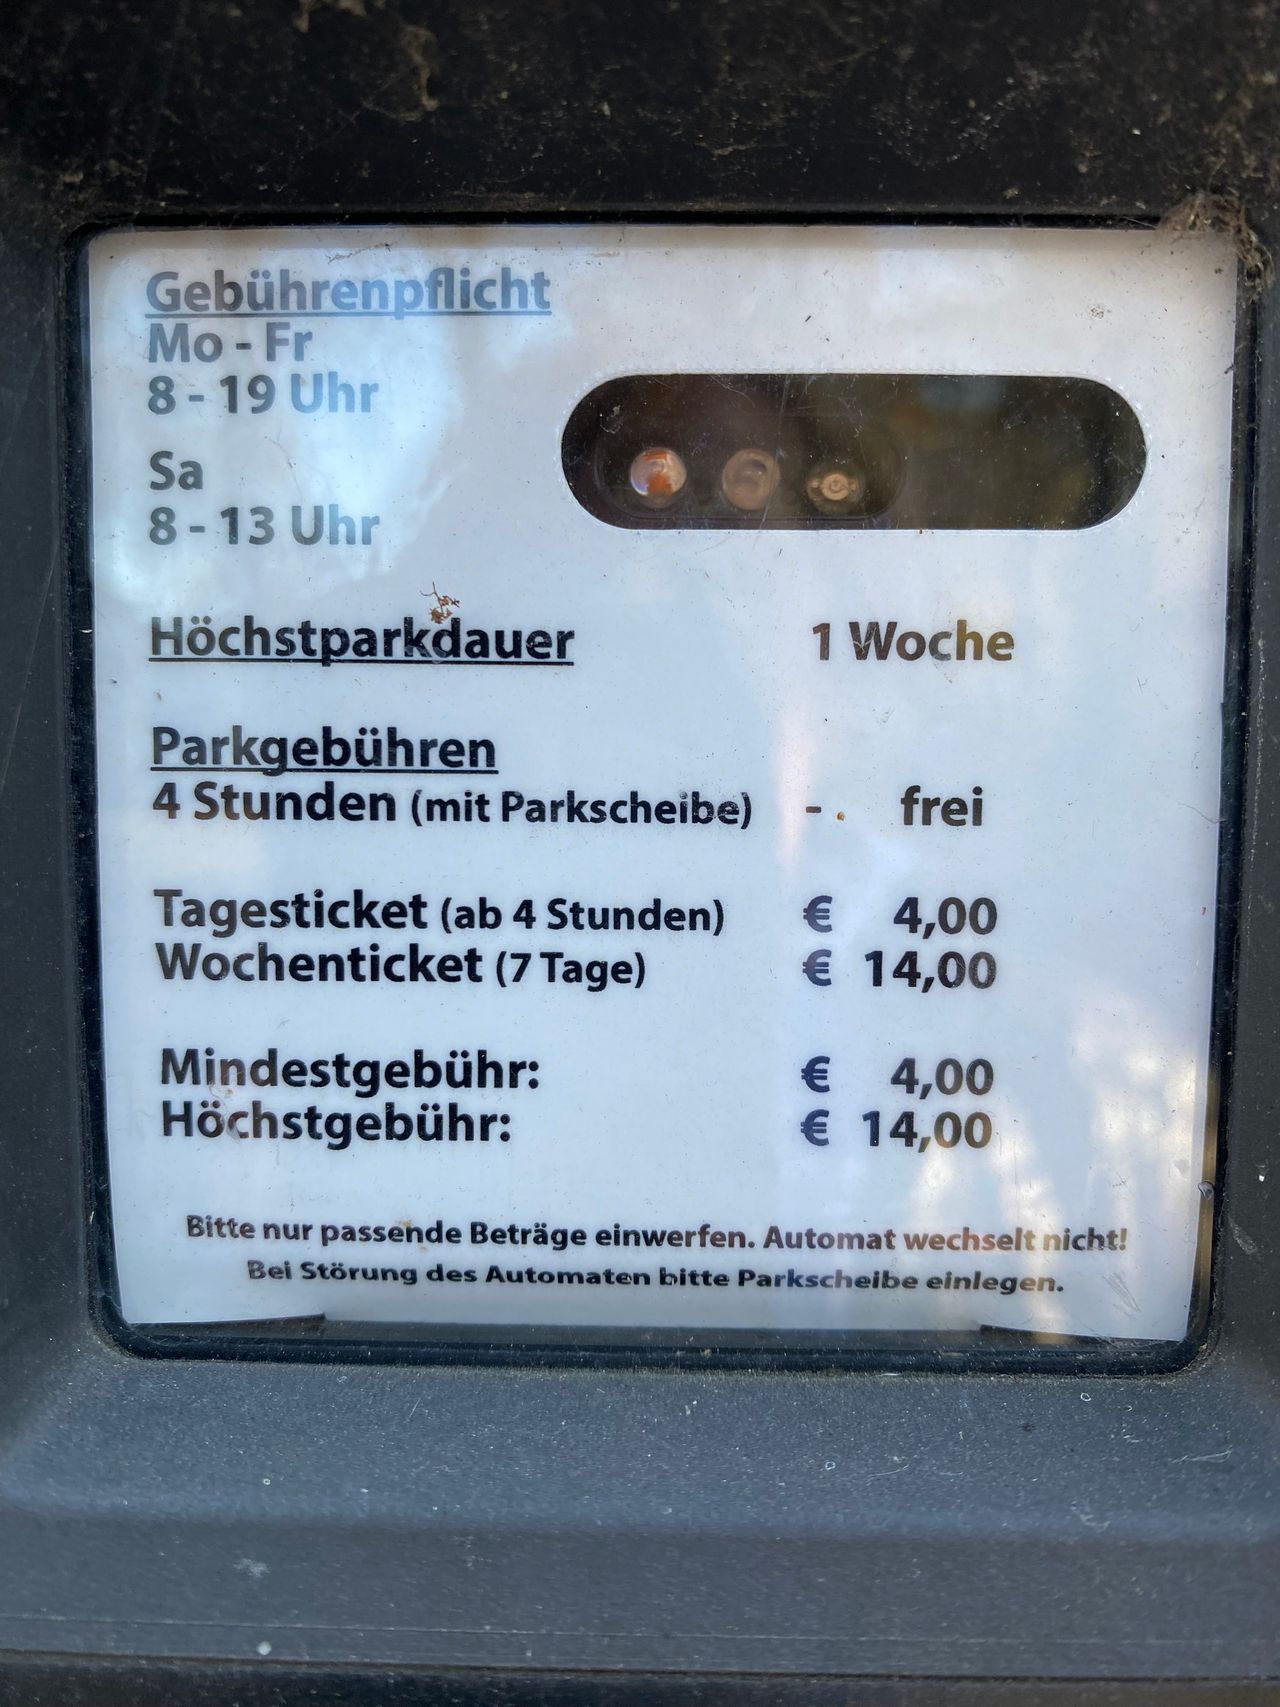 Gebührenpflicht
Mo - Fr
8 - 19 Uhr
Sa
8 - 13 Uhr
Höchstparkdauer 1 Woche
Parkgebühren
4 Stunden (mit Parkscheibe) - frei
Tagesticket (ab 4 Stunden) € 4,00
Wochenticket (7 Tage) € 14,00
Mindestgebühr: € 4,00
Höchstgebühr: € 14,00
Bitte nur passende Beträge einwerfen. Automat wechselt nicht!
Bei Störung des Automaten bitte Parkscheibe einlegen.